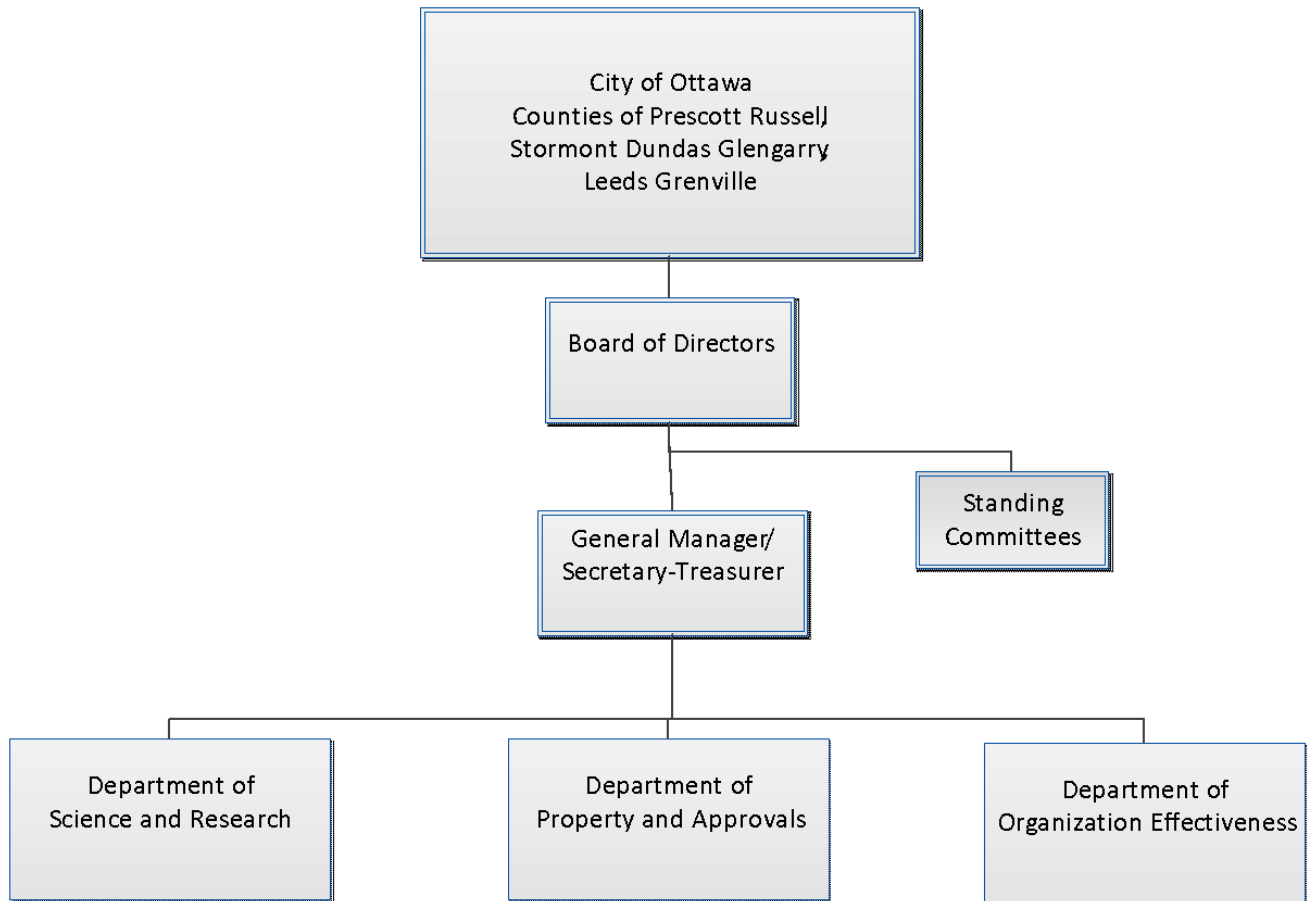 City of Ottawa
Counties of Prescott Russell,
Stormont Dundas Glengarry,
Leeds Grenville
Board of Directors
Standing
Committees
General Manager/
Secretary-Treasurer
Department of
Science and Research
Department of
Property and Approvals
Department of
Organization Effectiveness